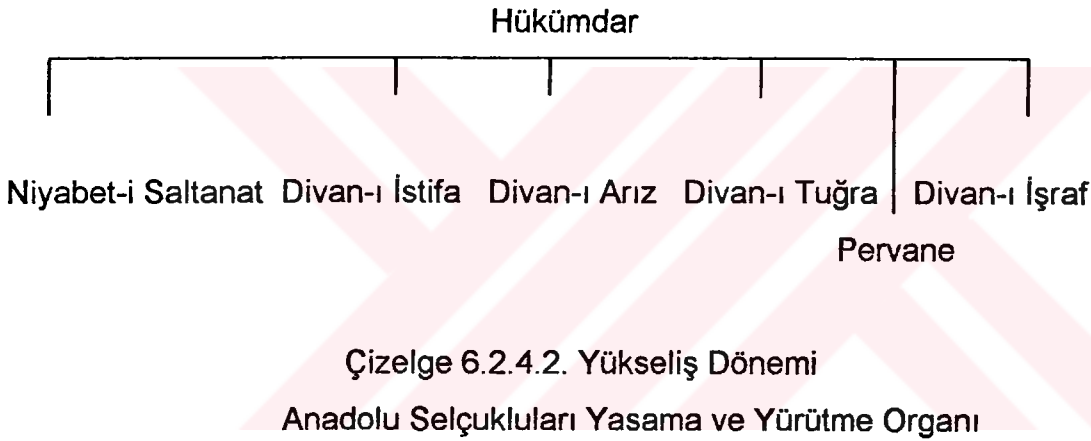 Hükümdar
Niyabet-i Saltanat Divan-ı İstifa Divan-ı Arız Divan-ı Tuğra Divan-ı İşraf
Pervane
Çizelge 6.2.4.2. Yükseliş Dönemi
Anadolu Selçukluları Yasama ve Yürütme Organı